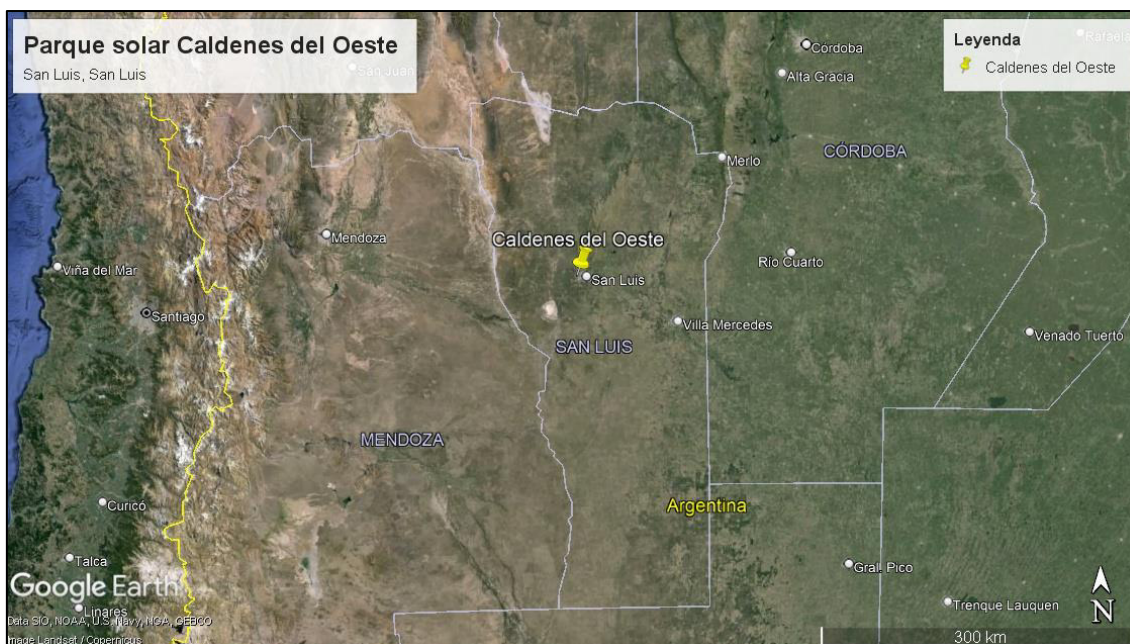 Parque solar Caldenes del Oeste
San Luis, San Luis
Leyenda
Caldenes del Oeste
Rafaela
San Juan
Córdoba
Alta Gracia
Merlo
CÓRDOBA
Mendoza
Caldenes del Oeste
Río Cuarto
Viña del Mar
San Luis
Santiago
Villa Mercedes
Venado Tuerto
SAN LUIS
MENDOZA
Curicó
Argentina
Talca
Gral. Pico
Google Earth
Linares
Trenque Lauquen
Data SIO, NOAA, U.S. Navy, NGA, GEBCO
Image Landsat / Copernicus
N
300 km